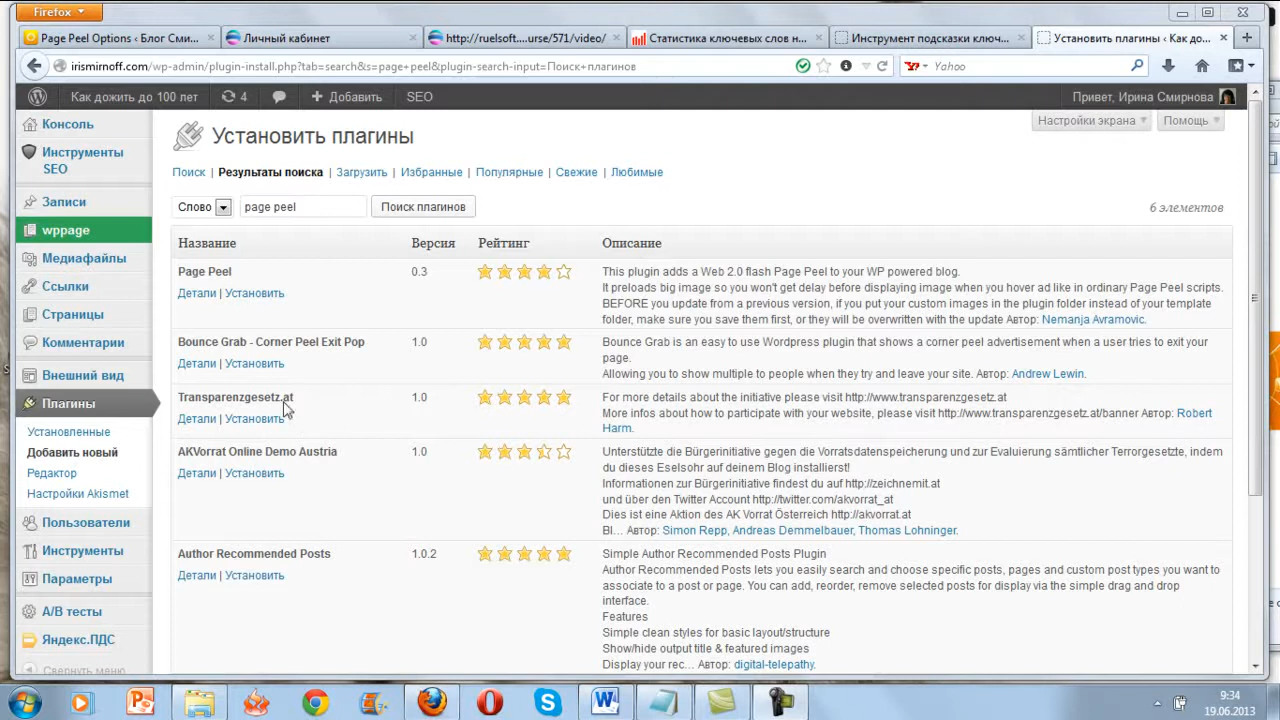 Firefox
Page Peel Options ‹ Блог Сми...
Личный кабинет
http://ruelsoft....urse/571/video/
Статистика ключевых слов н...
Инструмент подсказки ключ...
Установить плагины ‹ Как до...
irismirnoff.com/wp-admin/plugin-install.php?tab=search&s=page+peel&plugin-search-input=Поиск+плагинов
Yahoo
Как дожить до 100 лет
4
Добавить
SEO
Привет, Ирина Смирнова
Консоль
Инструменты SEO
Записи
wppage
Медиафайлы
Ссылки
Страницы
Комментарии
Внешний вид
Плагины
Установленные
Добавить новый
Редактор
Настройки Akismet
Пользователи
Инструменты
Параметры
A/B тесты
Яндекс.ПДС
Свернуть меню
Настройки экрана
Помощь
Установить плагины
Поиск | Результаты поиска | Загрузить | Избранные | Популярные | Свежие | Любимые
Слово
page peel
Поиск плагинов
6 элементов
Название
Версия
Рейтинг
Описание
Page Peel
Детали | Установить
0.3
This plugin adds a Web 2.0 flash Page Peel to your WP powered blog.
It preloads big image so you won't get delay before displaying image when you hover ad like in ordinary Page Peel scripts.
BEFORE you update from a previous version, if you put your custom images in the plugin folder instead of your template
folder, make sure you save them first, or they will be overwritten with the update Автор: Nemanja Avramovic.
Bounce Grab - Corner Peel Exit Pop
Детали | Установить
1.0
Bounce Grab is an easy to use Wordpress plugin that shows a corner peel advertisement when a user tries to exit your
page.
Allowing you to show multiple to people when they try and leave your site. Автор: Andrew Lewin.
Transparenzgesetz.at
Детали | Установить
1.0
For more details about the initiative please visit http://www.transparenzgesetz.at
More infos about how to participate with your website, please visit http://www.transparenzgesetz.at/banner Автор: Robert
Harm.
AKVorrat Online Demo Austria
Детали | Установить
1.0
Unterstützte die Bürgerinitiative gegen die Vorratsdatenspeicherung und zur Evaluierung sämtlicher Terrorgesetzte, indem
du dieses Eselsohr auf deinem Blog installierst!
Informationen zur Bürgerinitiative findest du auf http://zeichnemit.at
und über den Twitter Account http://twitter.com/akvorrat_at
Dies ist eine Aktion des AK Vorrat Österreich http://akvorrat.at
BI... Автор: Simon Repp, Andreas Demmelbauer, Thomas Lohninger.
Author Recommended Posts
Детали | Установить
1.0.2
Simple Author Recommended Posts Plugin
Author Recommended Posts lets you easily search and choose specific posts, pages and custom post types you want to
associate to a post or page. You can add, reorder, remove selected posts for display via the simple drag and drop
interface.
Features
Simple clean styles for basic layout/structure
Show/hide output title & featured images
Display your rec... Автор: digital-telepathy.
9:34
19.06.2013